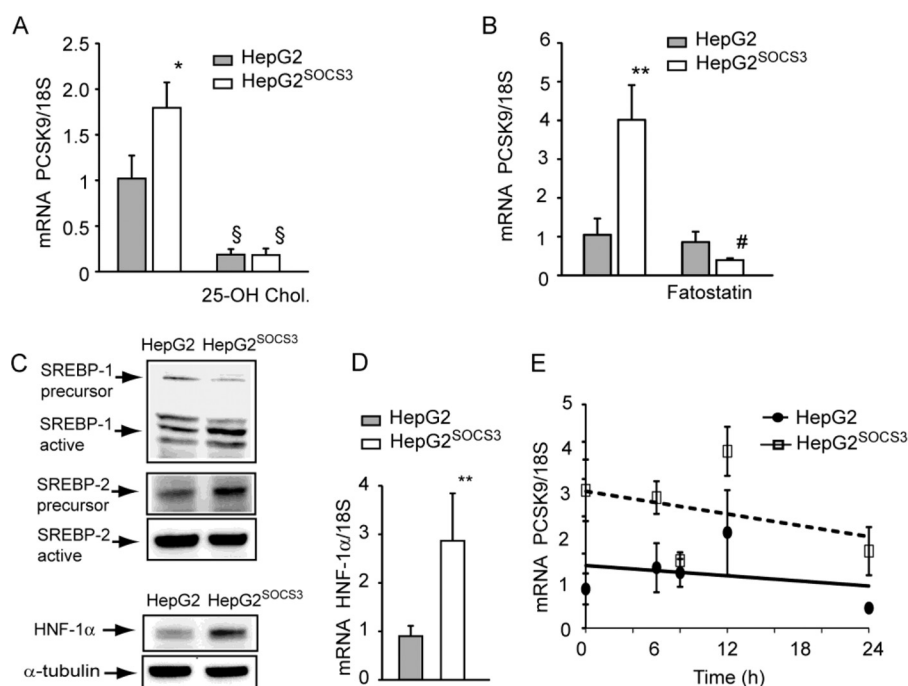 A
mRNA PCSK9/18S
2.5
2.0
1.5
1
0.5
0
HepG2
HepG2SOCS3
*
§ §
25-OH Chol.
B
mRNA PCSK9/18S
6
5
4
3
2
1
0
HepG2
HepG2SOCS3
**
#
Fatostatin
C
HepG2 HepG2SOCS3
SREBP-1
precursor
SREBP-1
active
SREBP-2
precursor
SREBP-2
active
HepG2 HepG2SOCS3
HNF-1α
α-tubulin
D
HepG2
HepG2SOCS3
mRNA HNF-1α/18S
4
3
2
1
0
**
E
mRNA PCSK9/18S
5
4
3
2
1
0
HepG2
HepG2SOCS3
0 6 12 18 24
Time (h)